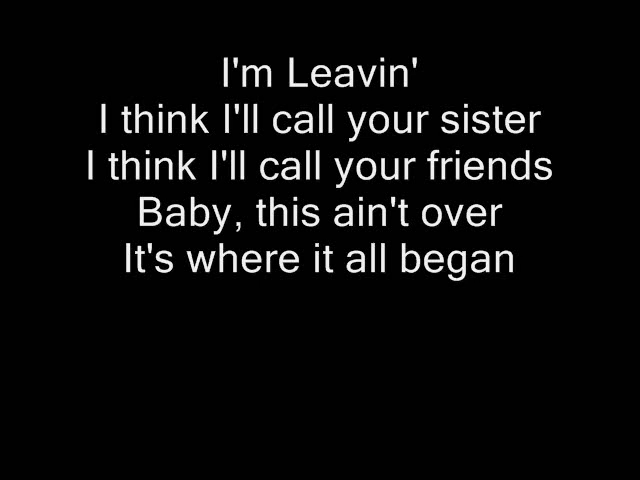 I'm Leavin'
I think I'll call your sister
I think I'll call your friends
Baby, this ain't over
It's where it all began